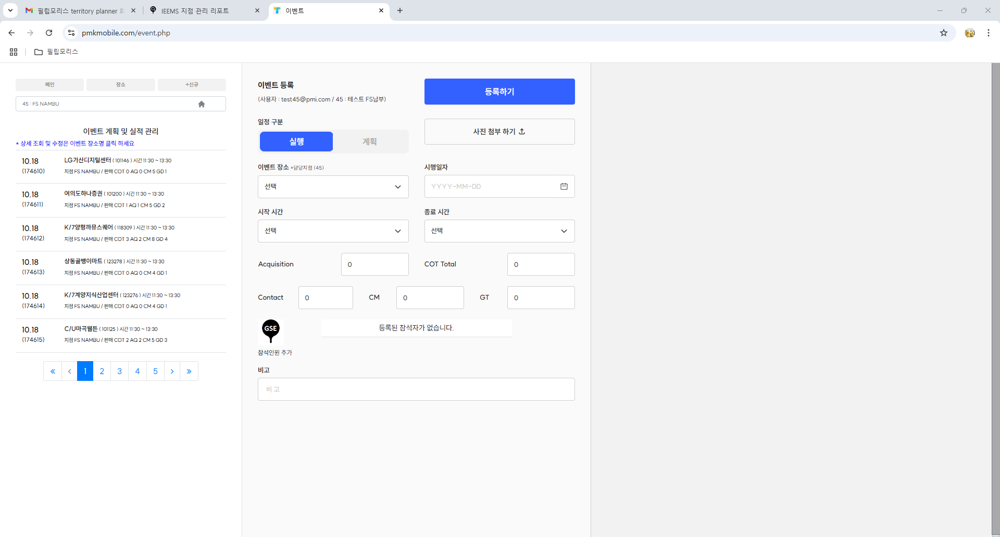 필립모리스 territory planner
IEEMS 지점 관리 리포트
이벤트
pmkmobile.com/event.php
필립모리스
메인
장소
+신규
45 : FS NAMBU
이벤트 계획 및 실적 관리
* 상세 조회 및 수정은 이벤트 장소명 클릭 하세요
10.18 LG가산디지털센터 ( 101146 ) 시간 11:30 ~ 13:30
(174610) 지점 FS NAMBU / 판매 COT 0 AQ 0 CM 5 GD 1
10.18 여의도하나증권 ( 101200 ) 시간 11:30 ~ 13:30
(174611) 지점 FS NAMBU / 판매 COT 1 AQ 1 CM 5 GD 2
10.18 K/7양평까뮤스퀘어 ( 118309 ) 시간 11:30 ~ 13:30
(174612) 지점 FS NAMBU / 판매 COT 3 AQ 2 CM 8 GD 4
10.18 상동골뱅이마트 ( 123278 ) 시간 11:30 ~ 13:30
(174613) 지점 FS NAMBU / 판매 COT 0 AQ 0 CM 4 GD 1
10.18 K/7계양지식산업센터 ( 123276 ) 시간 11:30 ~ 13:30
(174614) 지점 FS NAMBU / 판매 COT 0 AQ 0 CM 4 GD 1
10.18 C/U마곡웰튼 ( 101125 ) 시간 11:30 ~ 13:30
(174615) 지점 FS NAMBU / 판매 COT 2 AQ 2 CM 5 GD 3
« ‹ 1 2 3 4 5 › »
이벤트 등록
(사용자 : test45@pmi.com / 45 : 테스트 FS남부)
등록하기
일정 구분
실행 계획
사진 첨부 하기
이벤트 장소 *담당지점 (45)
시행일자
선택
YYYY-MM-DD
시작 시간
종료 시간
선택
선택
Acquisition 0 COT Total 0
Contact 0 CM 0 GT 0
GSE
등록된 참석자가 없습니다.
참석인원 추가
비고
비 고